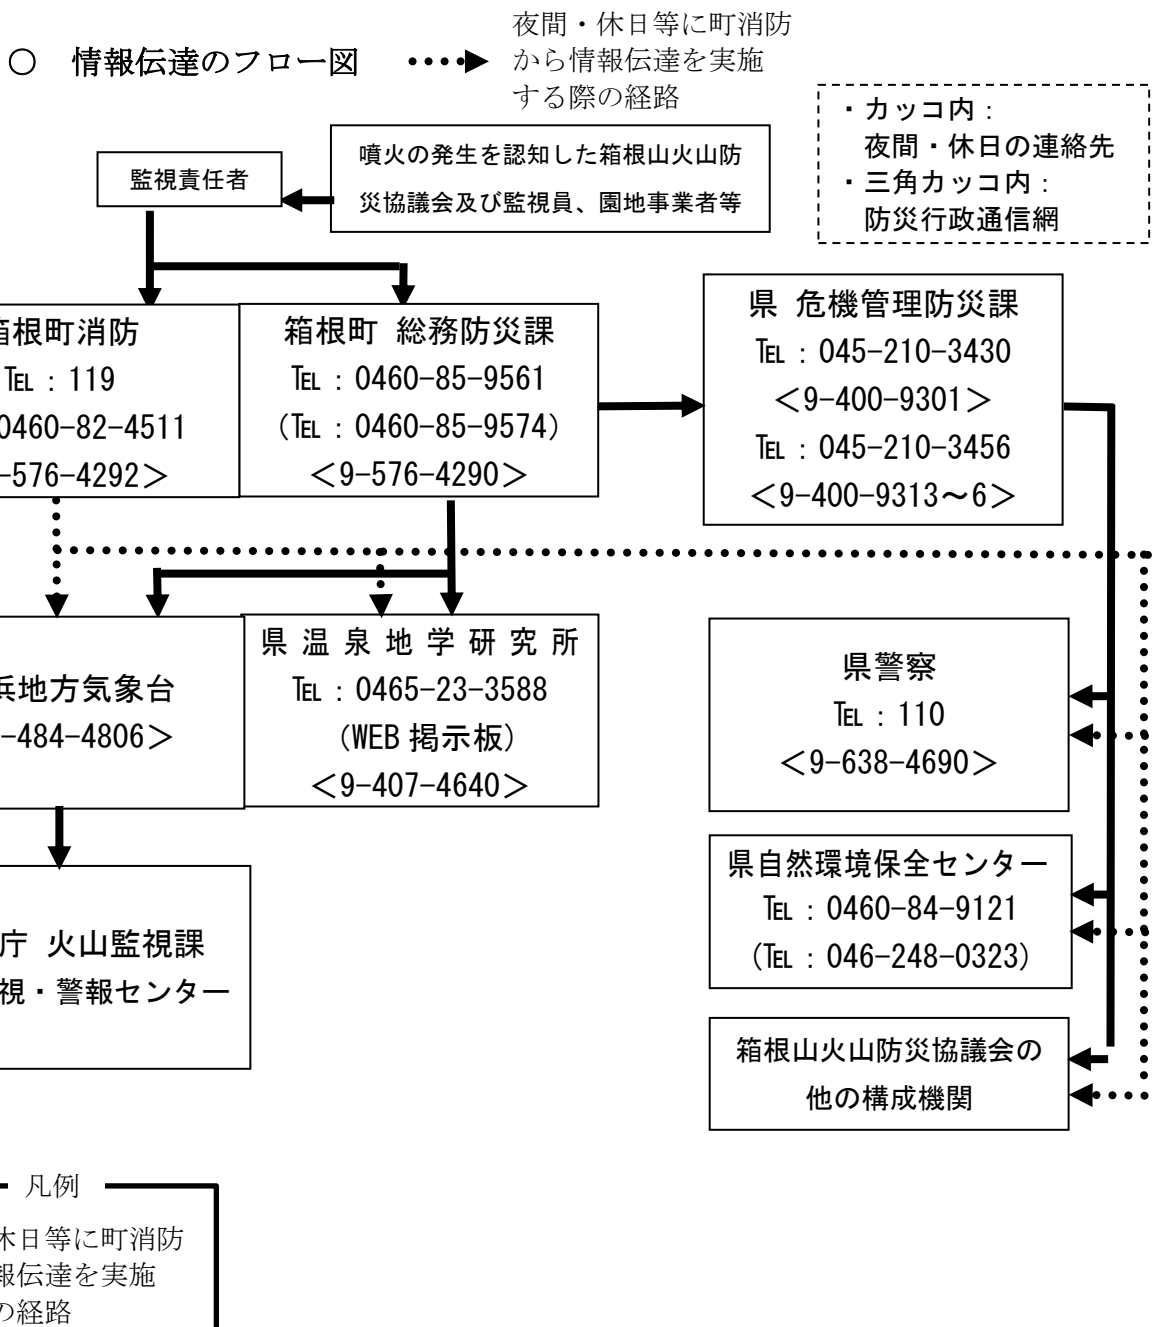 ○ 情報伝達のフロー図
夜間・休日等に町消防
から情報伝達を実施
する際の経路
・カッコ内：
夜間・休日の連絡先
・三角カッコ内：
防災行政通信網
監視責任者
噴火の発生を認知した箱根山火山防
災協議会及び監視員、園地事業者等
箱根町消防
℡：119
0460-82-4511
-576-4292＞
箱根町 総務防災課
℡：0460-85-9561
（℡：0460-85-9574）
＜9-576-4290＞
県 危機管理防災課
℡：045-210-3430
＜9-400-9301＞
℡：045-210-3456
＜9-400-9313～6＞
浜地方気象台
-484-4806＞
県温泉地学研究所
℡：0465-23-3588
（WEB 掲示板）
＜9-407-4640＞
県警察
℡：110
＜9-638-4690＞
県自然環境保全センター
℡：0460-84-9121
（℡：046-248-0323）
庁 火山監視課
視・警報センター
箱根山火山防災協議会の
他の構成機関
凡例
休日等に町消防
報伝達を実施
の経路